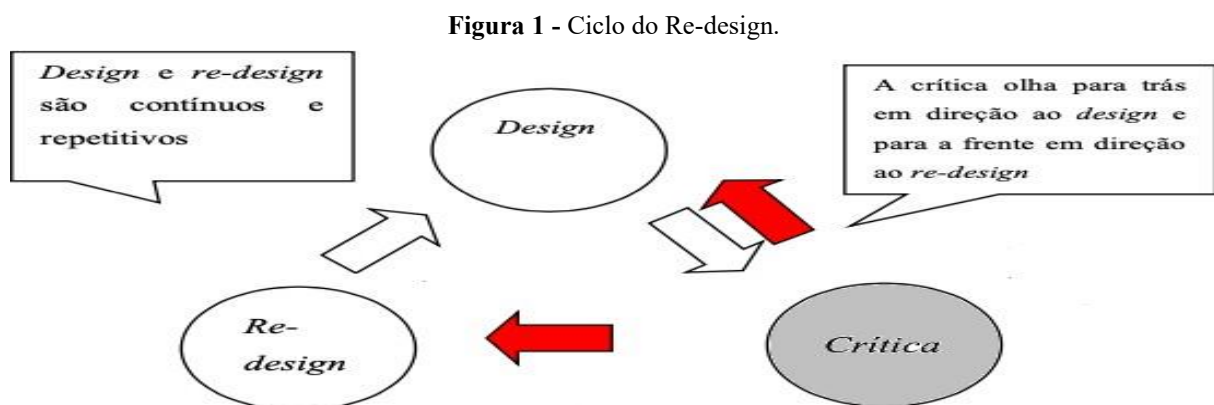 Figura 1 - Ciclo do Re-design.
Design e re-design
são contínuos e
repetitivos
Design
A crítica olha para trás
em direção ao design e
para a frente em direção
ao re-design
Re-
design
Crítica